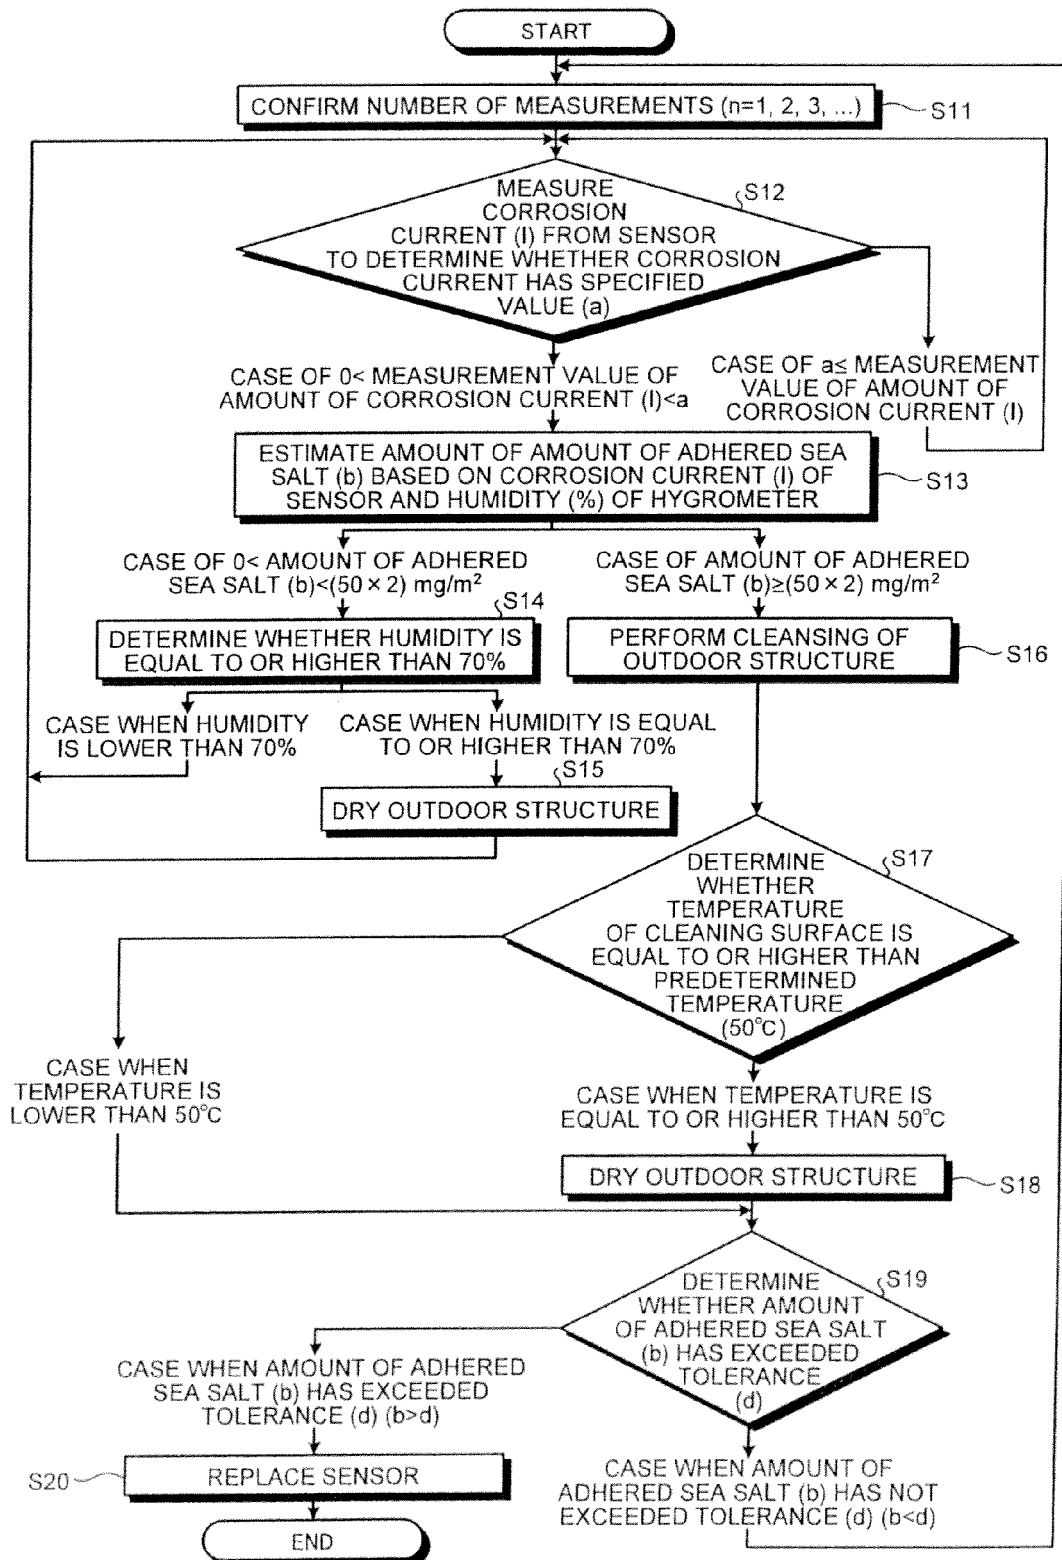 START
CONFIRM NUMBER OF MEASUREMENTS (n=1, 2, 3, ...)
S11
S12
MEASURE
CORROSION
CURRENT (I) FROM SENSOR
TO DETERMINE WHETHER CORROSION
CURRENT HAS SPECIFIED
VALUE (a)
CASE OF 0< MEASUREMENT VALUE OF
AMOUNT OF CORROSION CURRENT (I)<a
CASE OF a≤ MEASUREMENT
VALUE OF AMOUNT OF
CORROSION CURRENT (I)
ESTIMATE AMOUNT OF AMOUNT OF ADHERED SEA
SALT (b) BASED ON CORROSION CURRENT (I) OF
SENSOR AND HUMIDITY (%) OF HYGROMETER
S13
CASE OF 0< AMOUNT OF ADHERED
SEA SALT (b)<(50 × 2) mg/m²
CASE OF AMOUNT OF ADHERED
SEA SALT (b)≥(50 × 2) mg/m²
S14
DETERMINE WHETHER HUMIDITY IS
EQUAL TO OR HIGHER THAN 70%
PERFORM CLEANSING OF
OUTDOOR STRUCTURE
S16
CASE WHEN HUMIDITY
IS LOWER THAN 70%
CASE WHEN HUMIDITY IS EQUAL
TO OR HIGHER THAN 70%
S15
DRY OUTDOOR STRUCTURE
S17
DETERMINE
WHETHER
TEMPERATURE
OF CLEANING SURFACE IS
EQUAL TO OR HIGHER THAN
PREDETERMINED
TEMPERATURE
(50°C)
CASE WHEN
TEMPERATURE IS
LOWER THAN 50°C
CASE WHEN TEMPERATURE IS
EQUAL TO OR HIGHER THAN 50°C
DRY OUTDOOR STRUCTURE
S18
S19
DETERMINE
WHETHER AMOUNT
OF ADHERED SEA SALT
(b) HAS EXCEEDED
TOLERANCE
(d)
CASE WHEN AMOUNT OF ADHERED
SEA SALT (b) HAS EXCEEDED
TOLERANCE (d) (b>d)
S20
REPLACE SENSOR
END
CASE WHEN AMOUNT OF
ADHERED SEA SALT (b) HAS NOT
EXCEEDED TOLERANCE (d) (b<d)